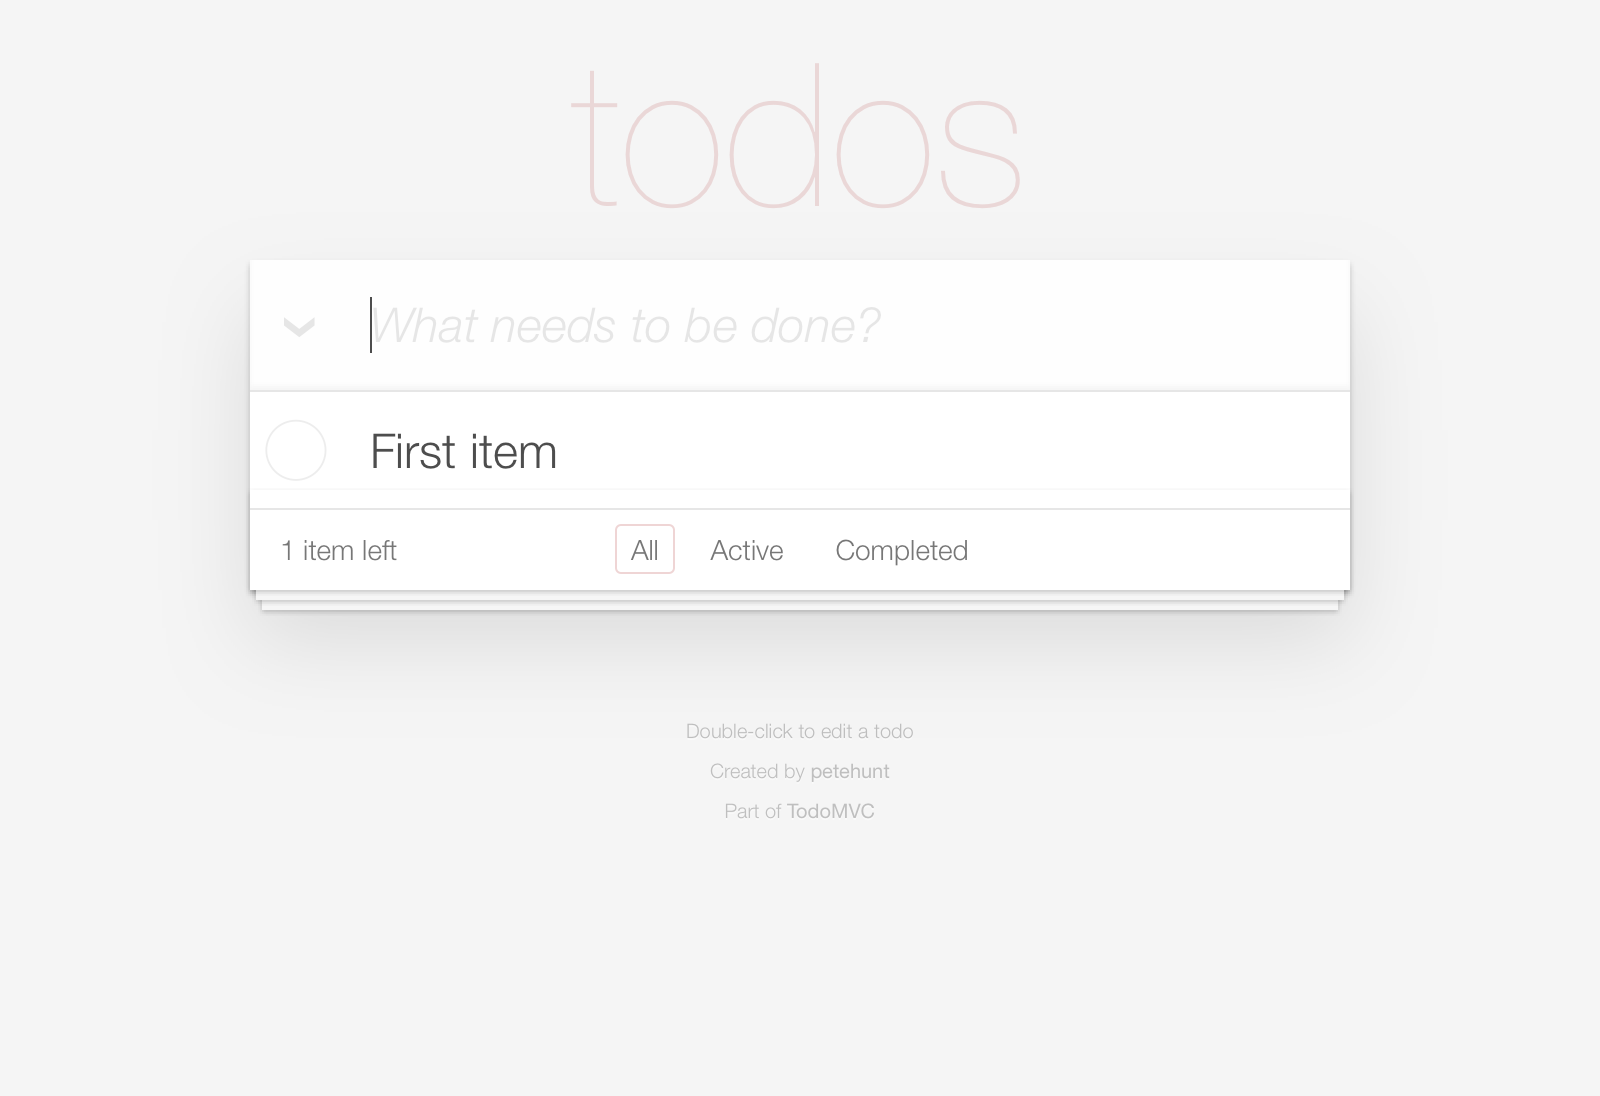 todos
What needs to be done?
First item
1 item left All Active Completed
Double-click to edit a todo
Created by petehunt
Part of TodoMVC